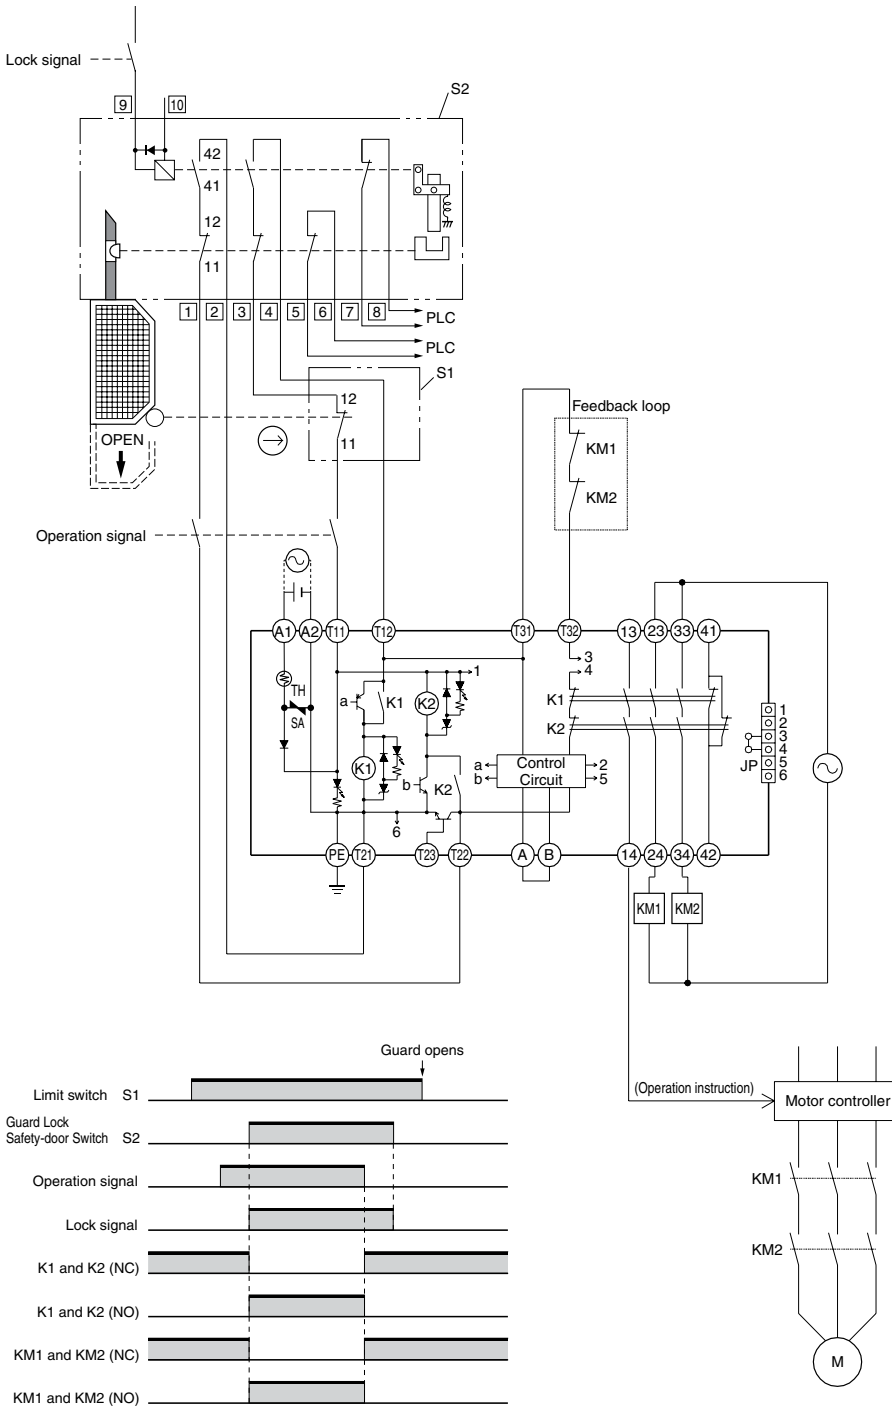 Lock signal
9
10
S2
42
41
12
11
1 2 3 4 5 6 7 8
PLC
PLC
S1
12
11
OPEN
Feedback loop
KM1
KM2
Operation signal
A1 A2 T11 T12 T31 T32 13 23 33 41
TH
SA
a
K1
K2
1
3
4
K1
K2
K1
b
K2
a
b
Control
Circuit
2
5
6
JP
1
2
3
4
5
6
PE T21 T23 T22 A B 14 24 34 42
KM1
KM2
Guard opens
Limit switch S1
Guard Lock
Safety-door Switch S2
Operation signal
Lock signal
K1 and K2 (NC)
K1 and K2 (NO)
KM1 and KM2 (NC)
KM1 and KM2 (NO)
(Operation instruction)
Motor controller
KM1
KM2
M